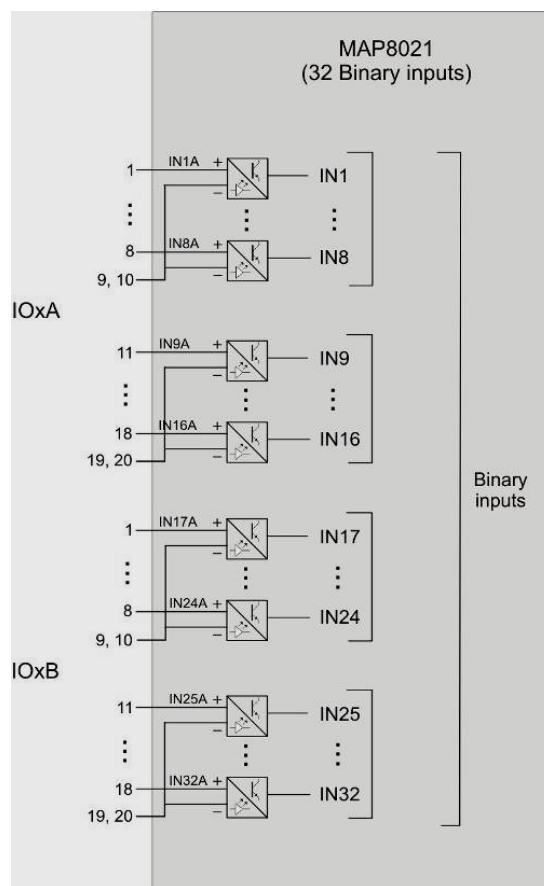 MAP8021
(32 Binary inputs)
1 IN1A + IN1
−
8 IN8A + IN8
9, 10 −
IOxA
11 IN9A + IN9
−
18 IN16A + IN16
19, 20 −
Binary
inputs
1 IN17A + IN17
−
8 IN24A + IN24
9, 10 −
IOxB
11 IN25A + IN25
−
18 IN32A + IN32
19, 20 −